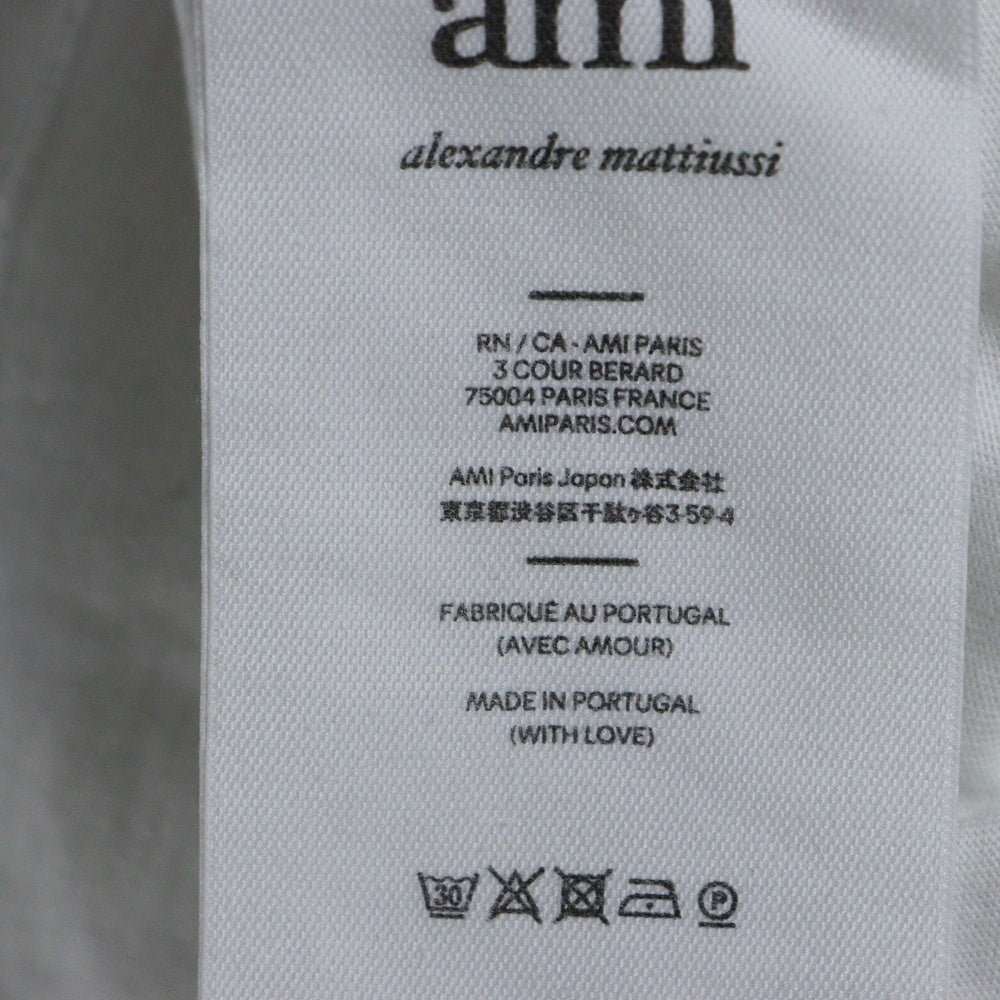 ami
alexandre mattiussi
RN / CA - AMI PARIS
3 COUR BERARD
75004 PARIS FRANCE
AMIPARIS.COM
AMI Paris Japan 株式会社
東京都渋谷区千駄ヶ谷3-59-4
FABRIQUÉ AU PORTUGAL
(AVEC AMOUR)
MADE IN PORTUGAL
(WITH LOVE)
30 P